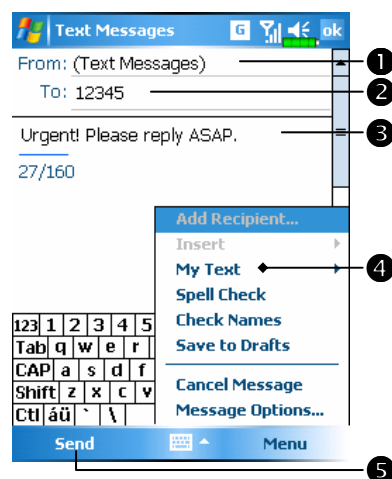 Text Messages G ok
From: (Text Messages) 1
To: 12345 2
Urgent! Please reply ASAP. 3
27/160
Add Recipient...
Insert
My Text 4
Spell Check
Check Names
Save to Drafts
Cancel Message
Message Options...
123 1 2 3 4 5
Tab q w e r
CAP a s d f
Shift z x c v
Ctl áü ` \
Send Menu
5